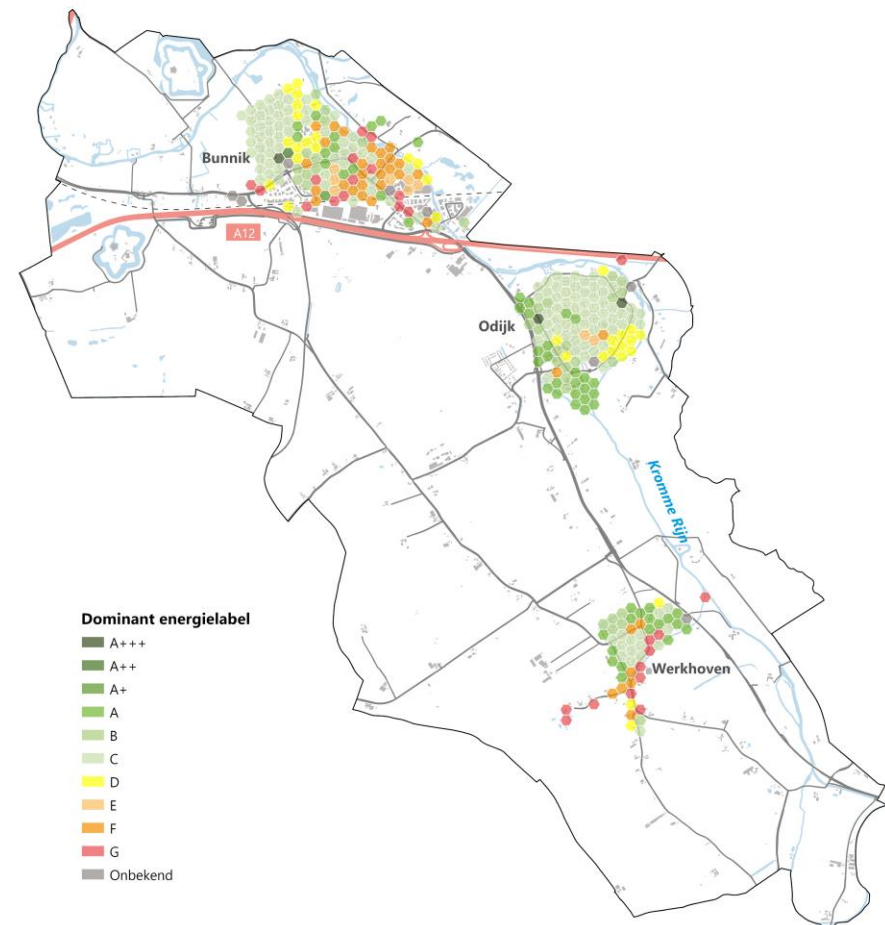 Bunnik
A12
Odijk
Kromme Rijn
Werkhoven
Dominant energielabel
A+++
A++
A+
A
B
C
D
E
F
G
Onbekend